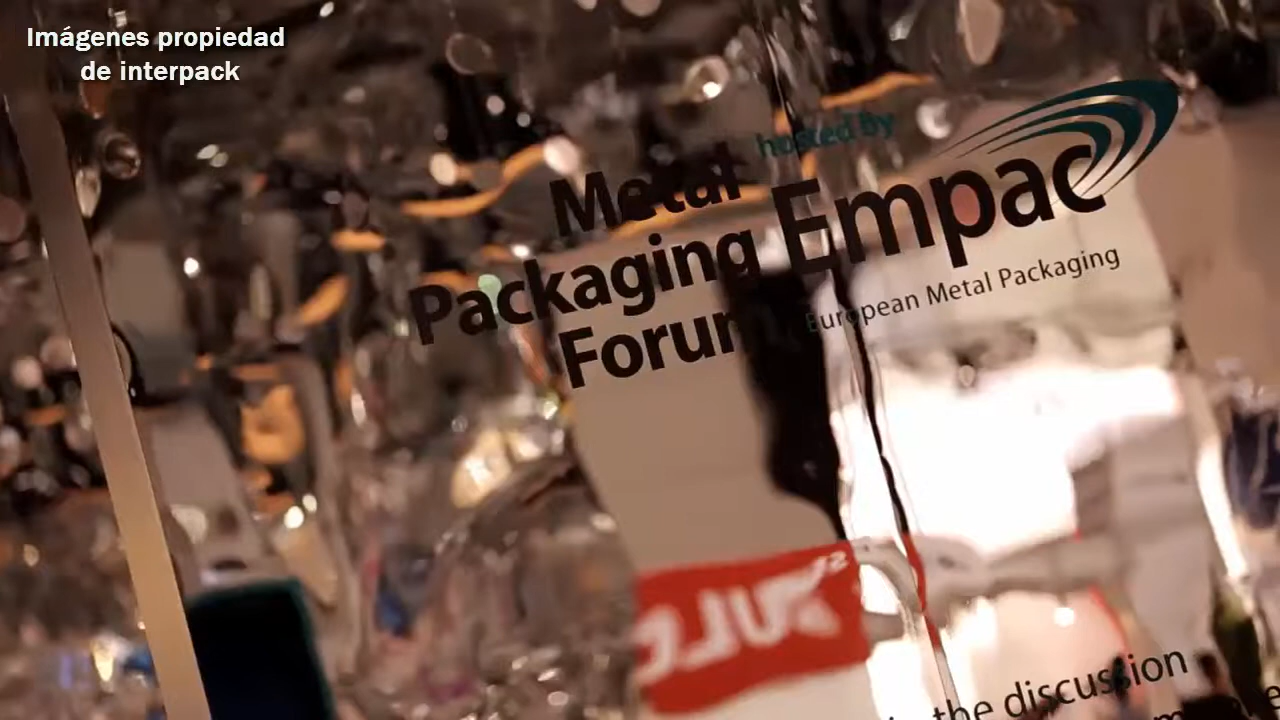 Imágenes propiedad
de interpack
hosted By
Metal
Packaging
Forum
Empac
European Metal Packaging
the discussion